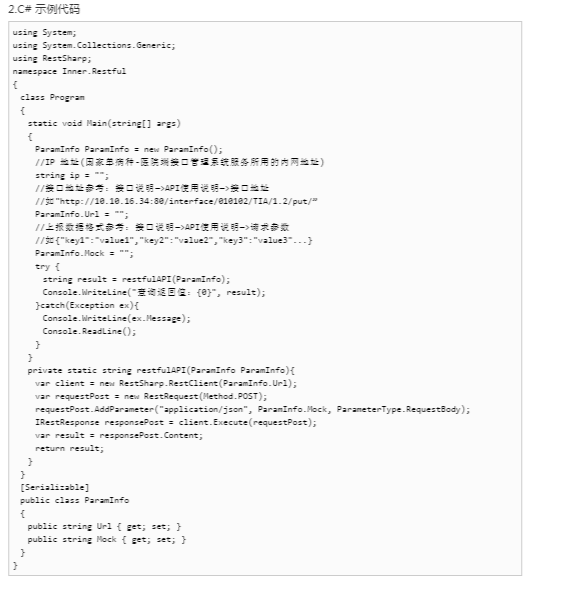 2.C# 示例代码
using System;
using System.Collections.Generic;
using RestSharp;
namespace Inner.Restful
{
class Program
{
static void Main(string[] args)
{
ParamInfo ParamInfo = new ParamInfo();
//IP 地址(国家单病种-医院端接口管理系统服务所用的内网地址)
string ip = "";
//接口地址参考: 接口说明->API使用说明->接口地址
//如"http://10.10.16.34:80/interface/010102/TIA/1.2/put/"
ParamInfo.Url = "";
//上报数据格式参考: 接口说明->API使用说明->请求参数
//如{"key1":"value1","key2":"value2","key3":"value3"...}
ParamInfo.Mock = "";
try {
string result = restfulAPI(ParamInfo);
Console.WriteLine("查询返回值: {0}", result);
}catch(Exception ex){
Console.WriteLine(ex.Message);
Console.ReadLine();
}
}
private static string restfulAPI(ParamInfo ParamInfo){
var client = new RestSharp.RestClient(ParamInfo.Url);
var requestPost = new RestRequest(Method.POST);
requestPost.AddParameter("application/json", ParamInfo.Mock, ParameterType.RequestBody);
IRestResponse responsePost = client.Execute(requestPost);
var result = responsePost.Content;
return result;
}
}
[Serializable]
public class ParamInfo
{
public string Url { get; set; }
public string Mock { get; set; }
}
}